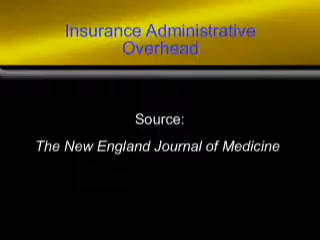 Insurance Administrative
Overhead
Source:
The New England Journal of Medicine